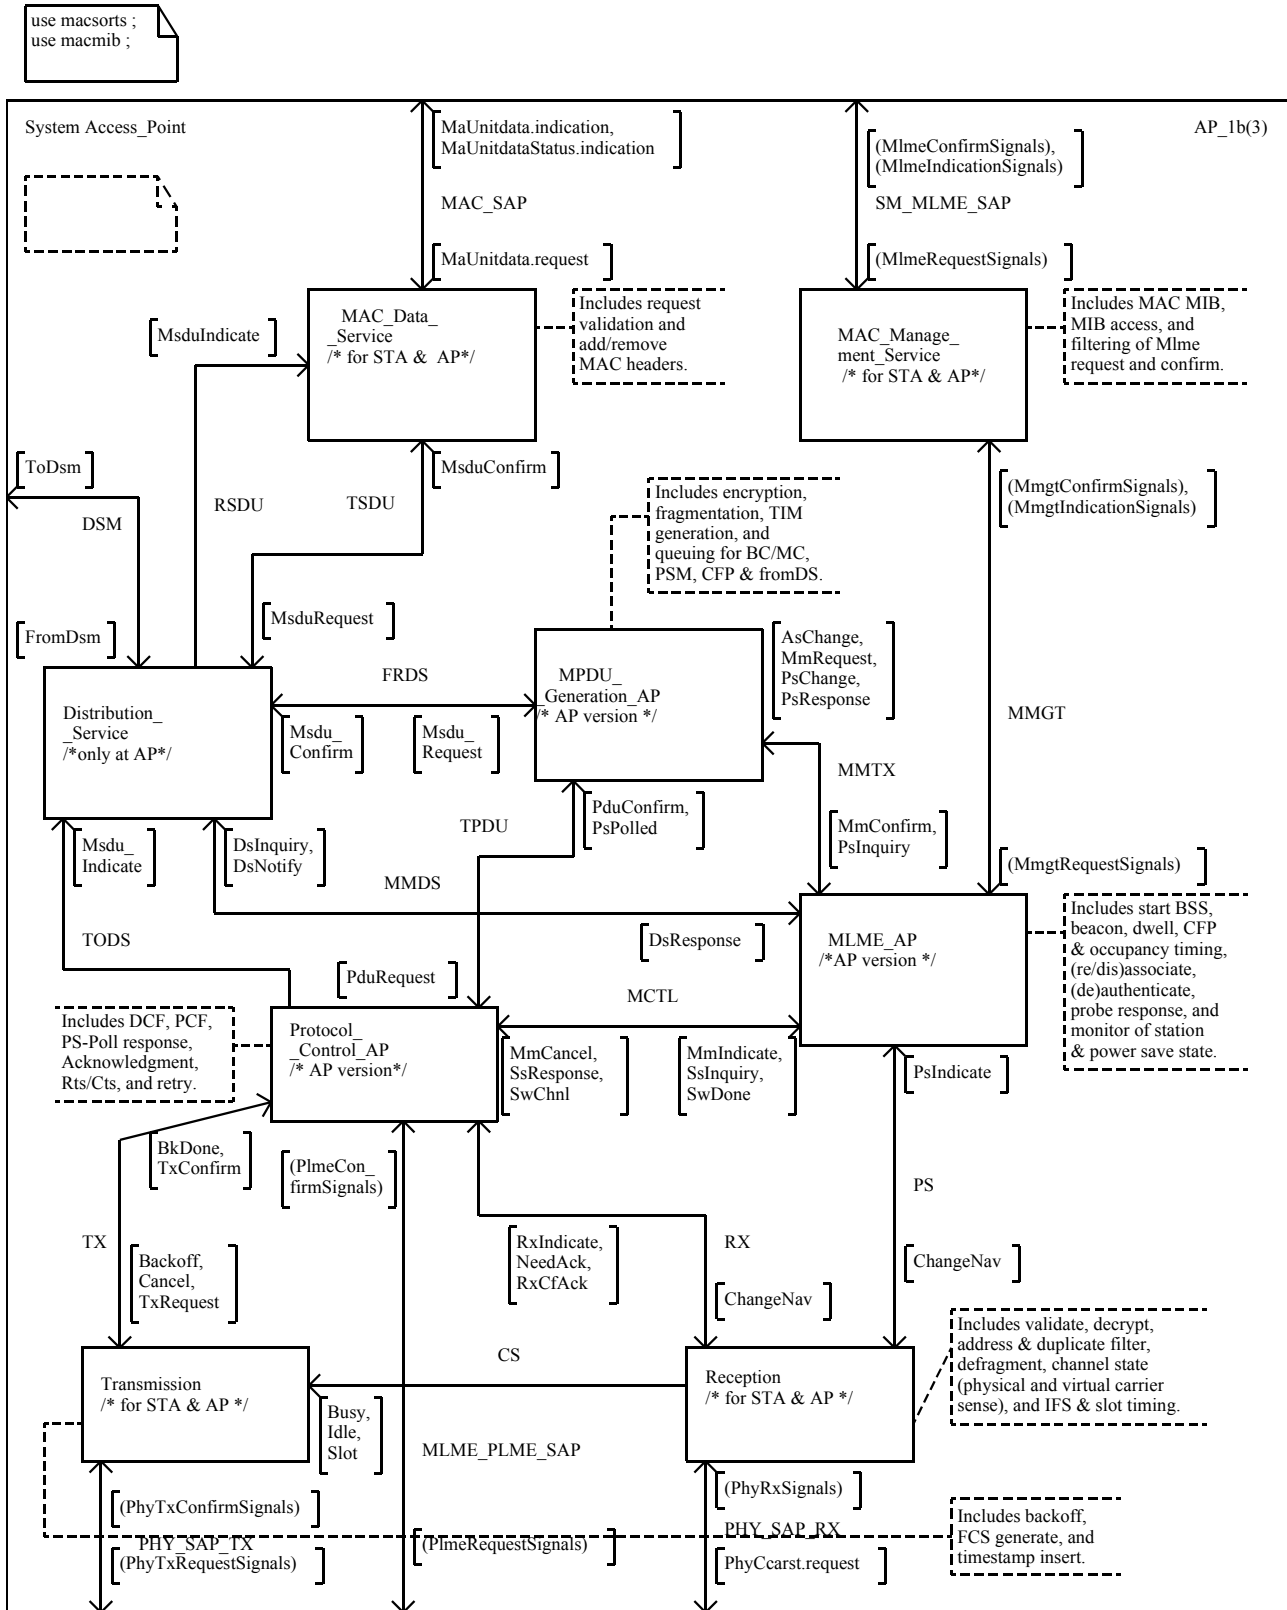 use macsorts ;
use macmib ;
System Access_Point
AP_1b(3)
MaUnitdata.indication,
MaUnitdataStatus.indication
(MlmeConfirmSignals),
(MlmeIndicationSignals)
MAC_SAP
SM_MLME_SAP
MaUnitdata.request
(MlmeRequestSignals)
MAC_Data_
_Service
/* for STA & AP*/
Includes request
validation and
add/remove
MAC headers.
MAC_Manage_
ment_Service
/* for STA & AP*/
Includes MAC MIB,
MIB access, and
filtering of Mlme
request and confirm.
MsduIndicate
ToDsm
DSM
RSDU
TSDU
MsduConfirm
(MmgtConfirmSignals),
(MmgtIndicationSignals)
Includes encryption,
fragmentation, TIM
generation, and
queuing for BC/MC,
PSM, CFP & fromDS.
FromDsm
MsduRequest
AsChange,
MmRequest,
PsChange,
PsResponse
FRDS
MPDU_
_Generation_AP
/* AP version */
Distribution_
_Service
/*only at AP*/
Msdu_
_Confirm
Msdu_
_Request
MMGT
MMTX
TPDU
PduConfirm,
PsPolled
MmConfirm,
PsInquiry
Msdu_
_Indicate
DsInquiry,
DsNotify
MMDS
(MmgtRequestSignals)
TODS
DsResponse
MLME_AP
/*AP version */
Includes start BSS,
beacon, dwell, CFP
& occupancy timing,
(re/dis)associate,
(de)authenticate,
probe response, and
monitor of station
& power save state.
PduRequest
MCTL
Includes DCF, PCF,
PS-Poll response,
Acknowledgment,
Rts/Cts, and retry.
Protocol_
_Control_AP
/* AP version*/
MmCancel,
SsResponse,
SwChnl
MmIndicate,
SsInquiry,
SwDone
PsIndicate
BkDone,
TxConfirm
(PlmeCon_
firmSignals)
PS
TX
Backoff,
Cancel,
TxRequest
RxIndicate,
NeedAck,
RxCfAck
RX
ChangeNav
ChangeNav
Includes validate, decrypt,
address & duplicate filter,
defragment, channel state
(physical and virtual carrier
sense), and IFS & slot timing.
CS
Transmission
/* for STA & AP */
Reception
/* for STA & AP */
Busy,
Idle,
Slot
MLME_PLME_SAP
(PhyTxConfirmSignals)
(PhyRxSignals)
Includes backoff,
FCS generate, and
timestamp insert.
PHY_SAP_TX
(PlmeRequestSignals)
PHY_SAP_RX
(PhyTxRequestSignals)
PhyCcarst.request